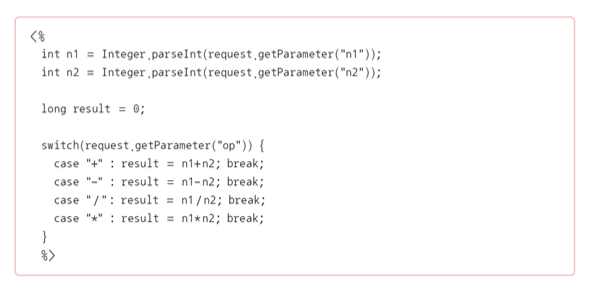 <%
int n1 = Integer.parseInt(request.getParameter("n1"));
int n2 = Integer.parseInt(request.getParameter("n2"));
long result = 0;
switch(request.getParameter("op")) {
case "+" : result = n1+n2; break;
case "-" : result = n1-n2; break;
case "/": result = n1/n2; break;
case "*" : result = n1*n2; break;
}
%>